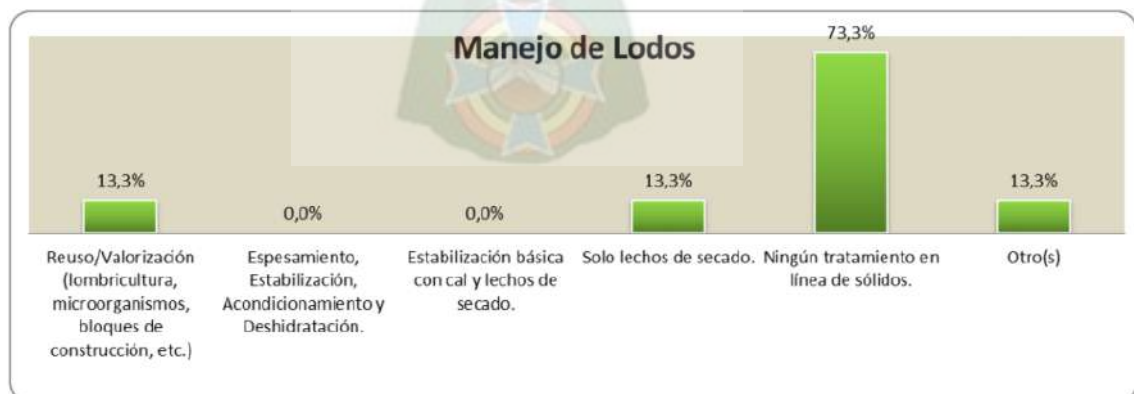 Manejo de Lodos
73,3%
13,3%
0,0%
0,0%
13,3%
13,3%
Reuso/Valorización
(lombricultura,
microorganismos,
bloques de
construcción, etc.)
Espesamiento,
Estabilización,
Acondicionamiento y
Deshidratación.
Estabilización básica
con cal y lechos de
secado.
Solo lechos de secado.
Ningún tratamiento en
línea de sólidos.
Otro(s)